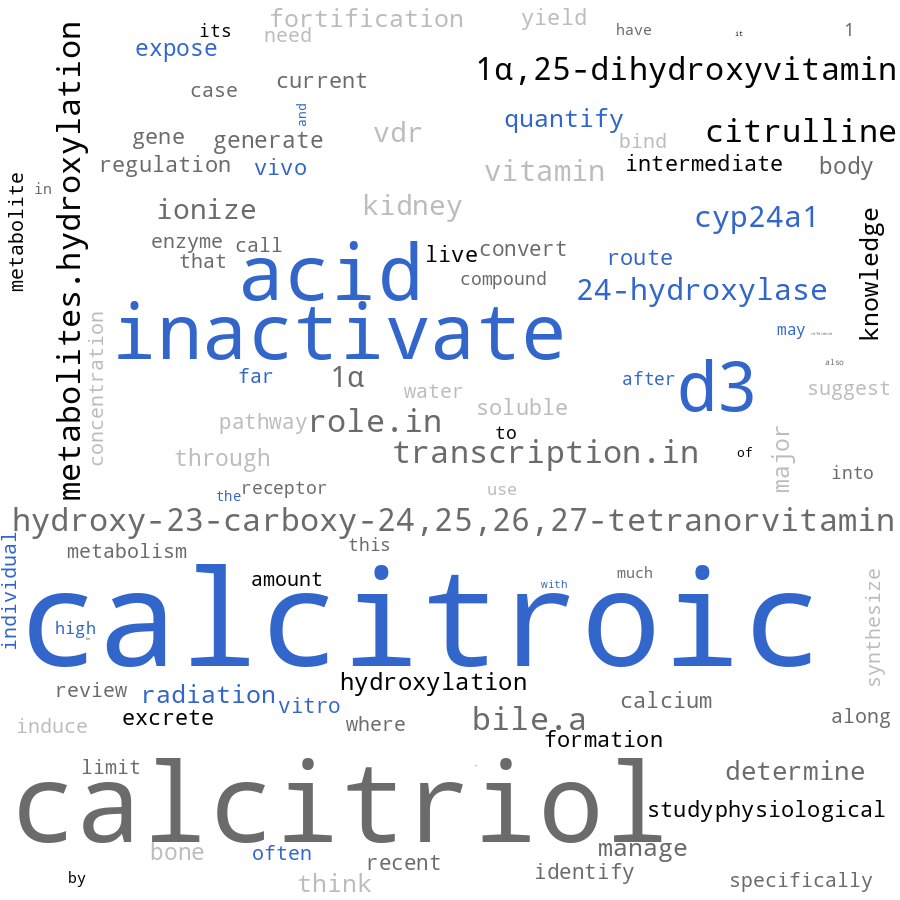 fortification
yield
its
need
have
it
1
expose
current
1α,25-dihydroxyvitamin
case
and
quantify
gene
generate
vdr
bind
citrulline
regulation
vivo
vitamin
intermediate
body
metabolites.hydroxylation
metabolite
in
ionize
kidney
cyp24a1
knowledge
enzyme
call
that
acid
live
convert
route
compound
24-hydroxylase
inactivate
may
reference
concentration
far
1α
water
after
d3
also
suggest
pathway
role.in
soluble
to
through
transcription.in
of
major
into
the
receptor
use
hydroxy-23-carboxy-24,25,26,27-tetranorvitamin
individual
metabolism
this
calcitroic
amount
with
much
synthesize
high
review
radiation
vitro
hydroxylation
calcium
induce
excrete
where
bile.a
along
formation
limit
calcitriol
determine
study
physiological
bone
often
recent
manage
by
think
identify
specifically